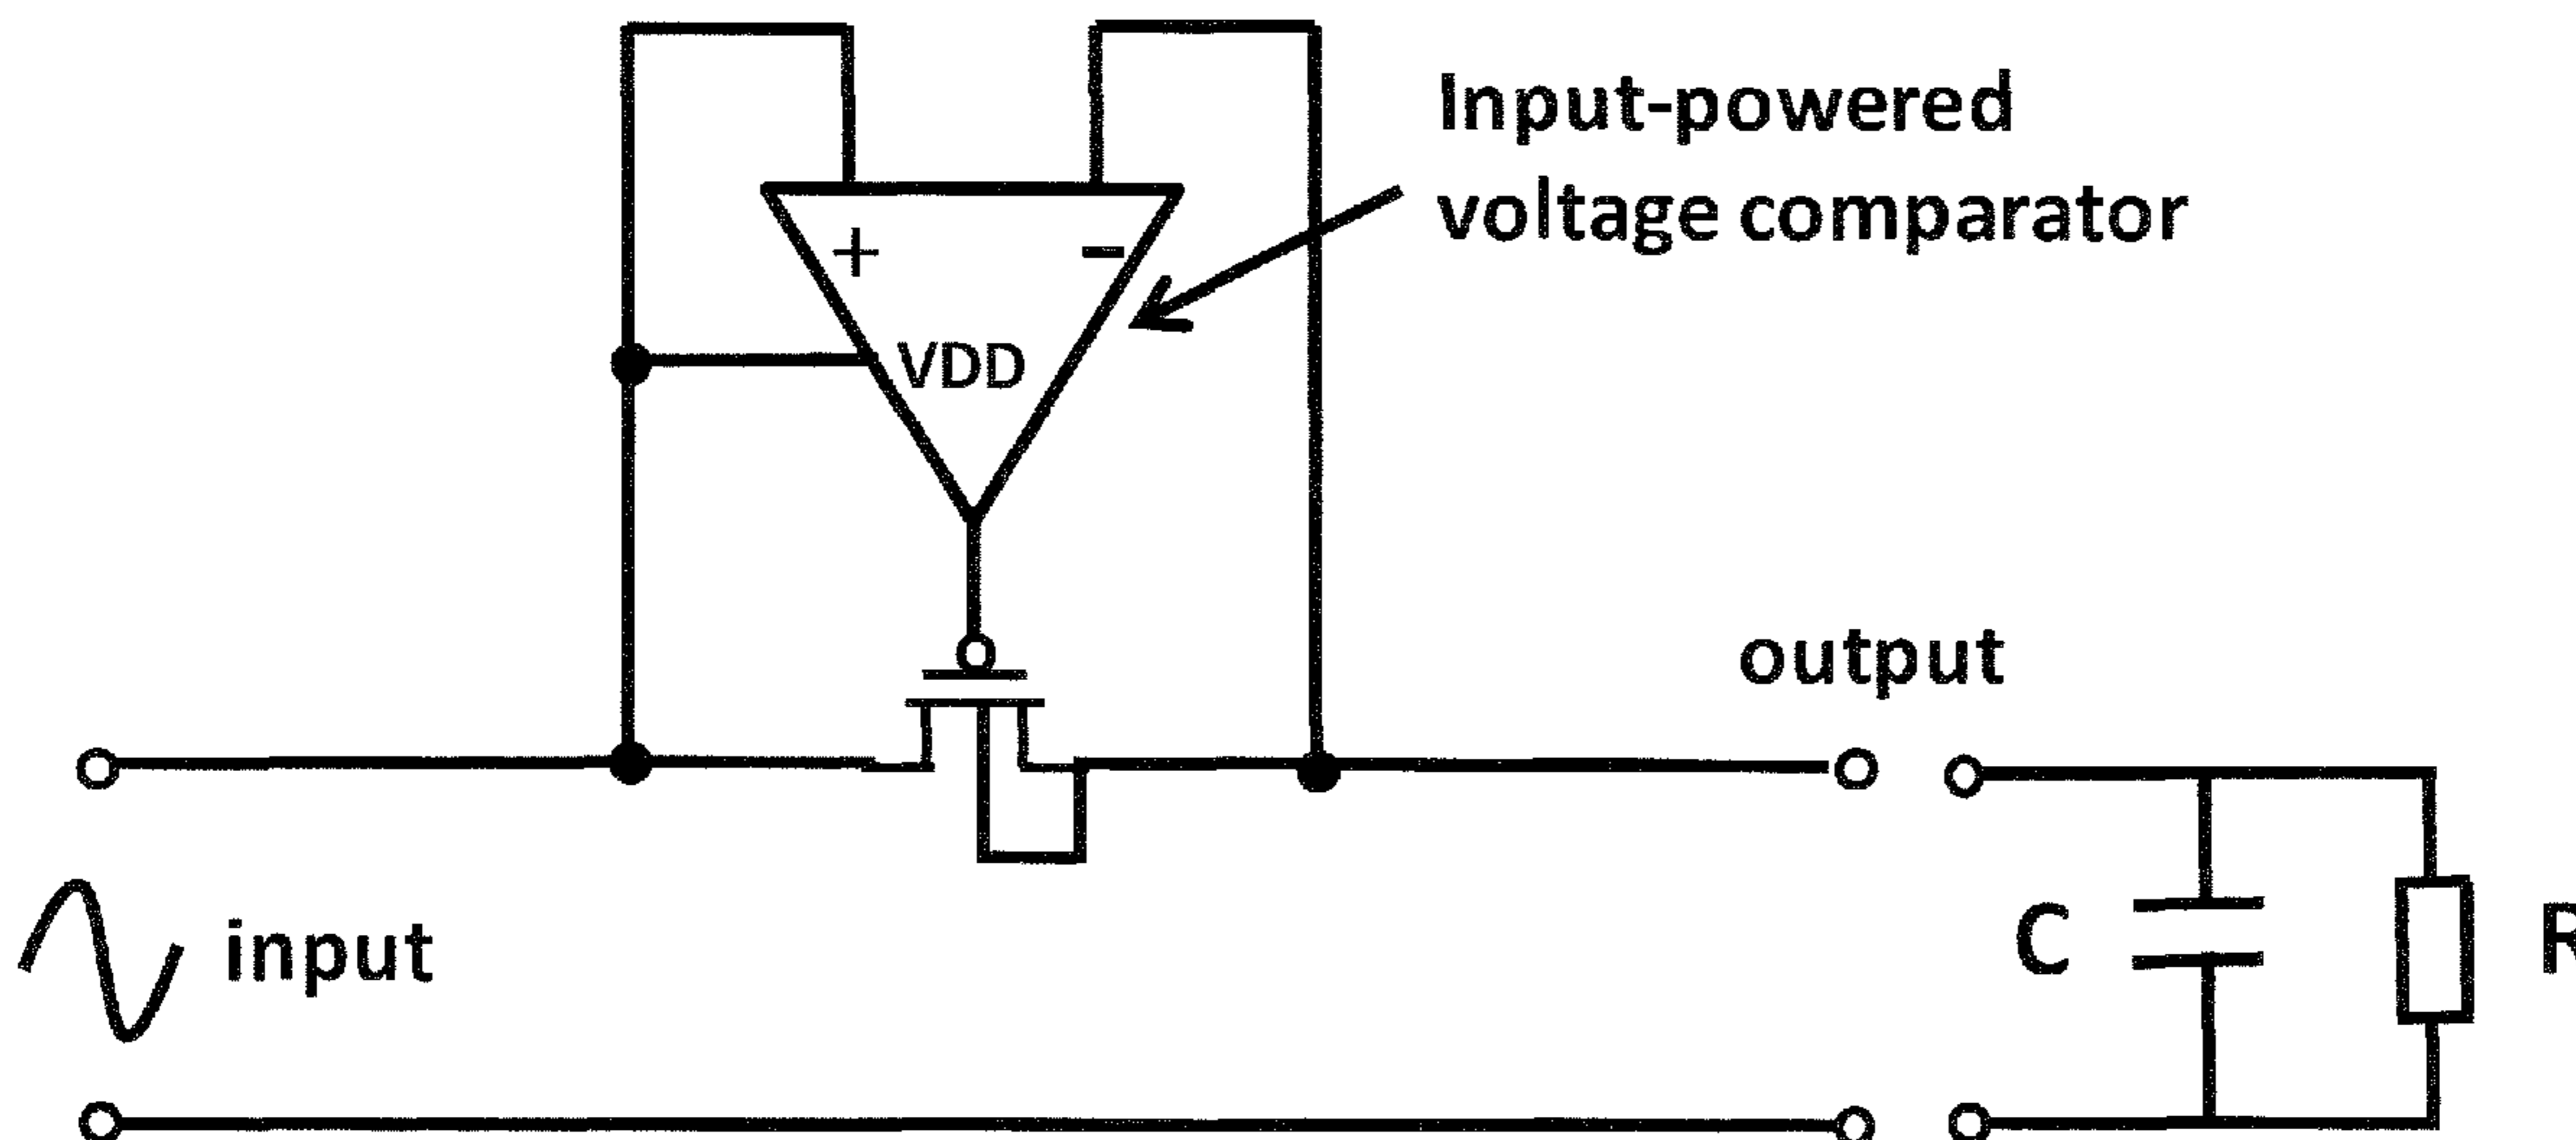 Input-powered
voltage comparator
+ -
VDD
output
input
C
R